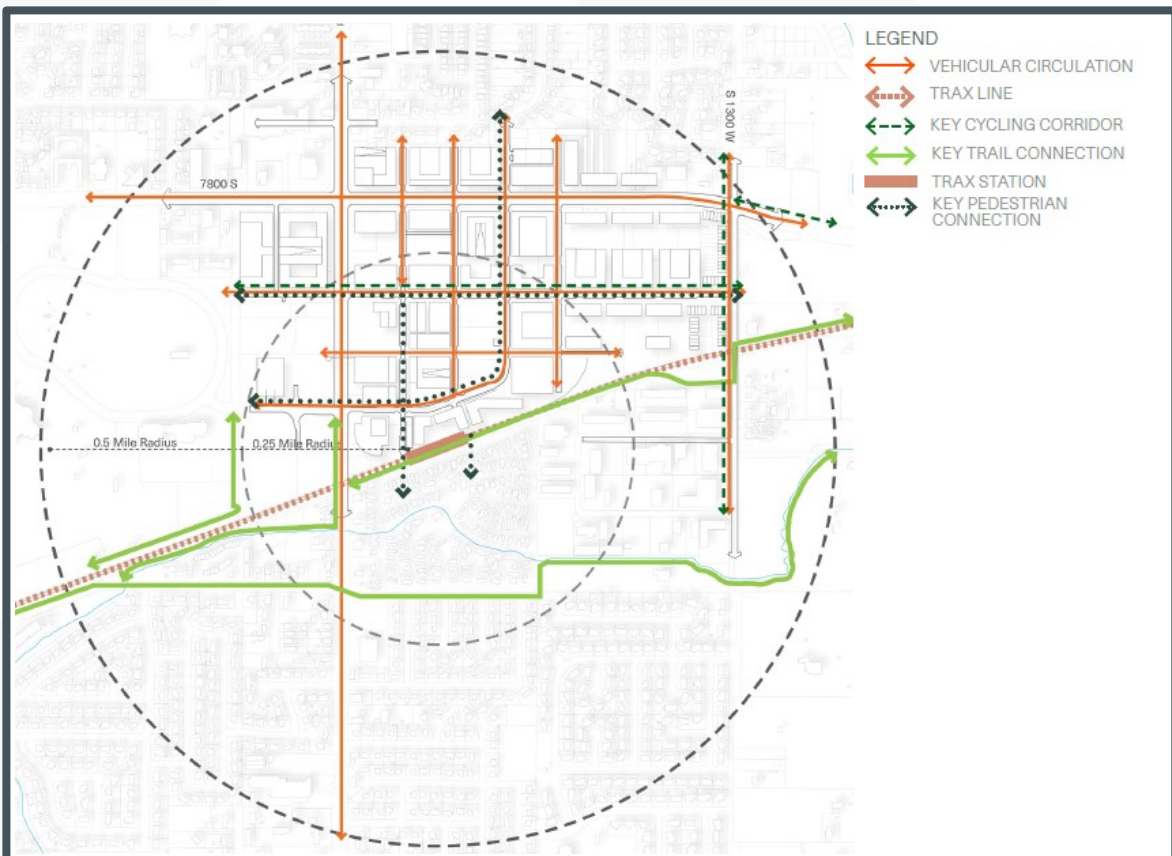 LEGEND
VEHICULAR CIRCULATION
TRAX LINE
KEY CYCLING CORRIDOR
KEY TRAIL CONNECTION
TRAX STATION
KEY PEDESTRIAN
CONNECTION
S 1300 W
7800 S
0.5 Mile Radius
0.25 Mile Radius